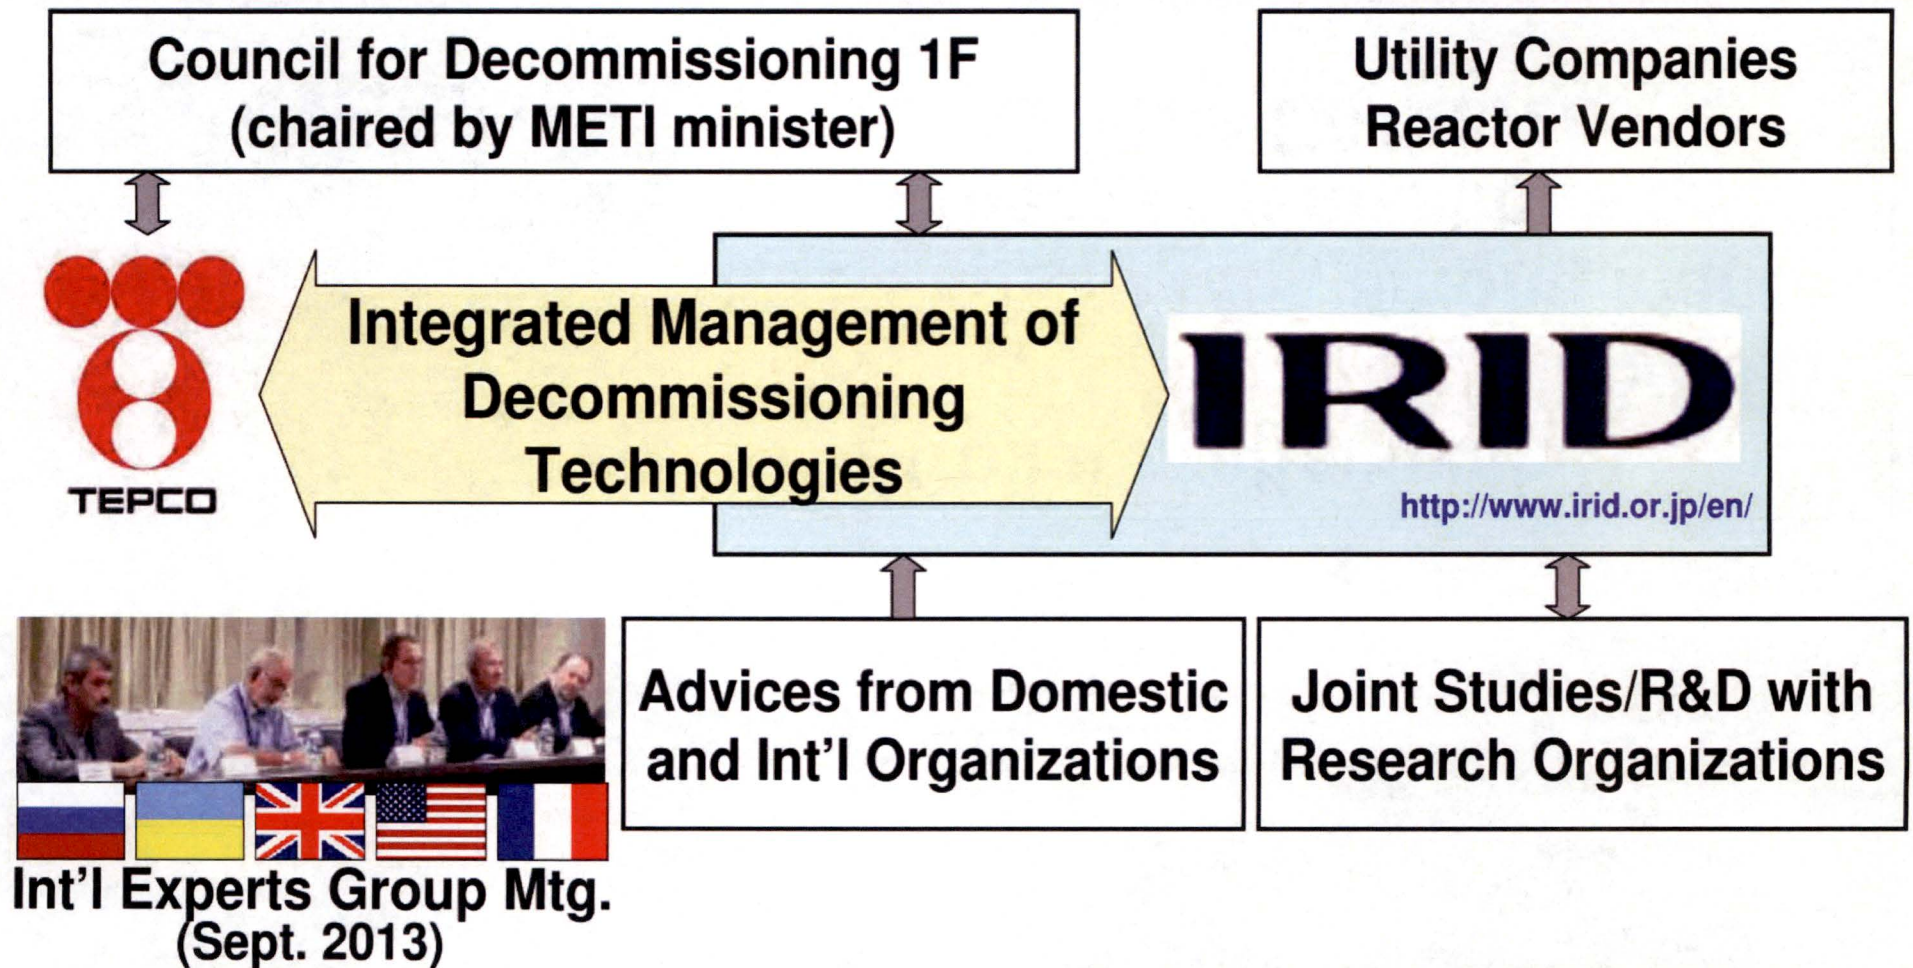 Council for Decommissioning 1F
(chaired by METI minister)
Utility Companies
Reactor Vendors
TEPCO
Integrated Management of
Decommissioning
Technologies
IRID
http://www.irid.or.jp/en/
Advices from Domestic
and Int'l Organizations
Joint Studies/R&D with
Research Organizations
Int'l Experts Group Mtg.
(Sept. 2013)